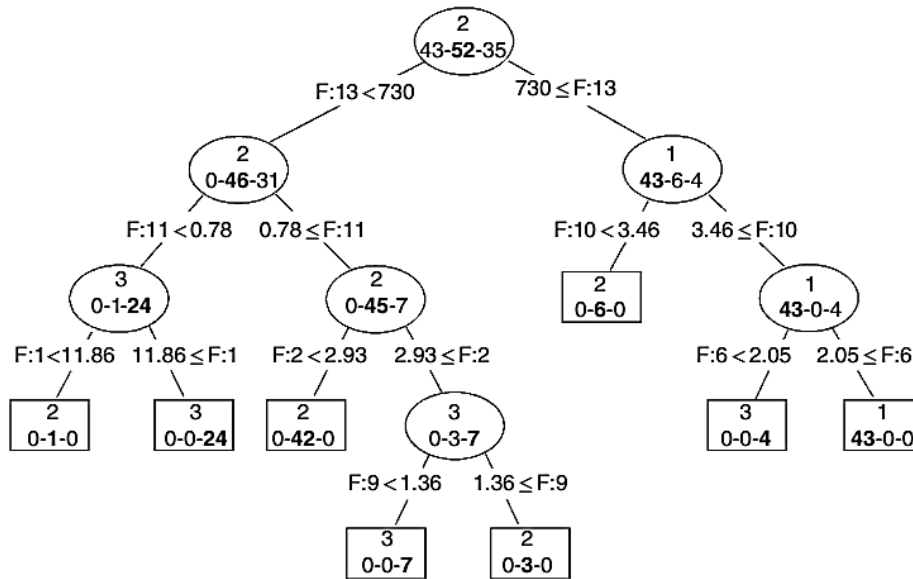 2
43-52-35
F:13 < 730
730 ≤ F:13
2
0-46-31
1
43-6-4
F:11 < 0.78
0.78 ≤ F:11
F:10 < 3.46
3.46 ≤ F:10
3
0-1-24
2
0-45-7
2
0-6-0
1
43-0-4
F:1 < 11.86
11.86 ≤ F:1
F:2 < 2.93
2.93 ≤ F:2
F:6 < 2.05
2.05 ≤ F:6
2
0-1-0
3
0-0-24
2
0-42-0
3
0-3-7
3
0-0-4
1
43-0-0
F:9 < 1.36
1.36 ≤ F:9
3
0-0-7
2
0-3-0